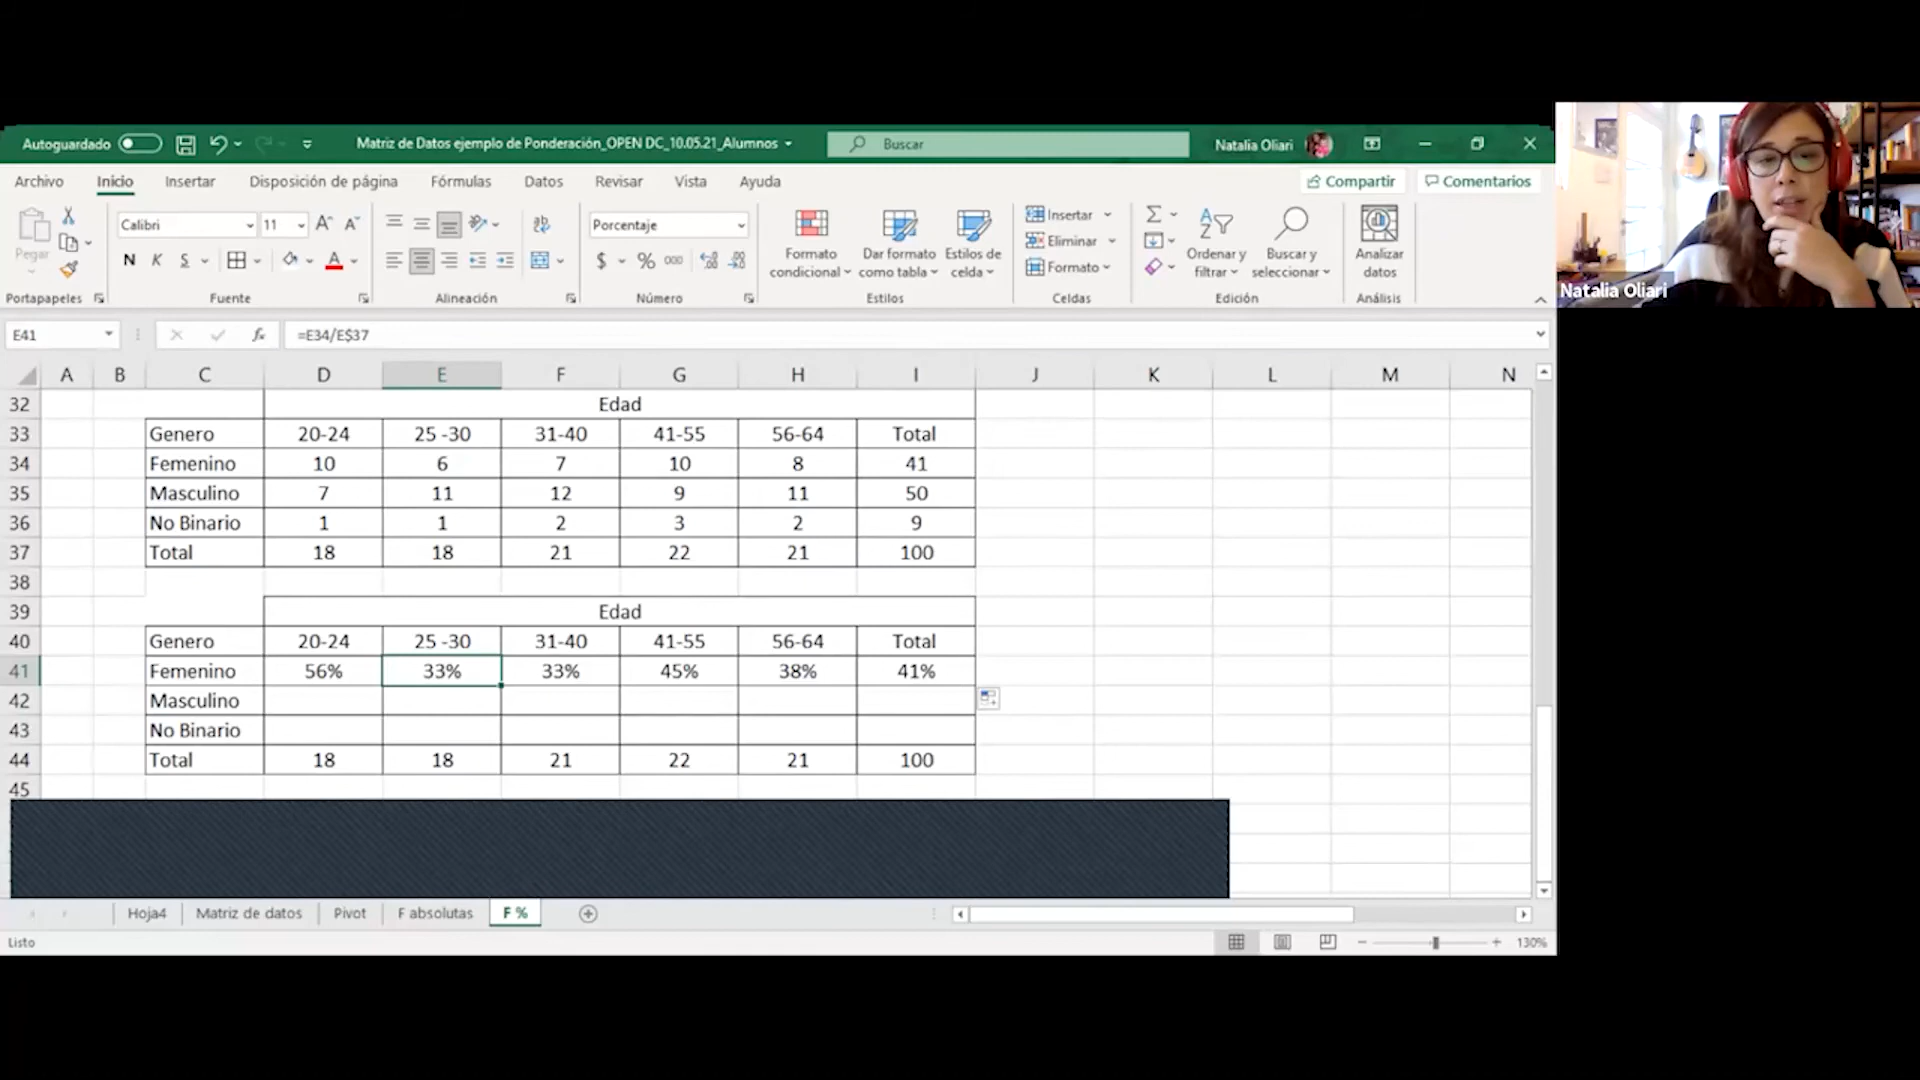 Autoguardado Matriz de Datos ejemplo de Ponderación_OPEN DC_10.05.21_Alumnos Buscar Natalia Oliari
Archivo Inicio Insertar Disposición de página Fórmulas Datos Revisar Vista Ayuda Compartir Comentarios
Pegar Calibri 11 Porcentaje Formato condicional Dar formato como tabla Estilos de celda Insertar Eliminar Formato Ordenar y filtrar Buscar y seleccionar Analizar datos
N K S A $ % 000
Portapapeles Fuente Alineación Número Estilos Celdas Edición Análisis
Natalia Oliari
E41 fx =E34/E$37
A B C D E F G H I J K L M N
32 Edad
33 Genero 20-24 25 -30 31-40 41-55 56-64 Total
34 Femenino 10 6 7 10 8 41
35 Masculino 7 11 12 9 11 50
36 No Binario 1 1 2 3 2 9
37 Total 18 18 21 22 21 100
38
39 Edad
40 Genero 20-24 25 -30 31-40 41-55 56-64 Total
41 Femenino 56% 33% 33% 45% 38% 41%
42 Masculino
43 No Binario
44 Total 18 18 21 22 21 100
45
Hoja4 Matriz de datos Pivot F absolutas F %
Listo 130%